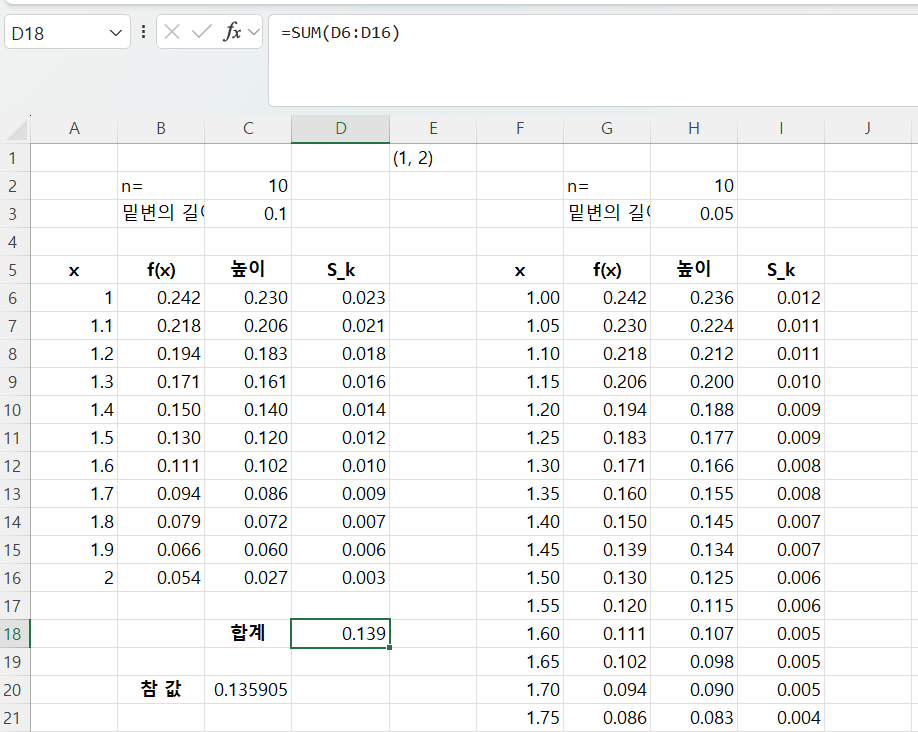 D18 fx =SUM(D6:D16)
A B C D E F G H I J
1 (1, 2)
2 n= 10 n= 10
3 밑변의 길이 0.1 밑변의 길이 0.05
4
5 x f(x) 높이 S_k x f(x) 높이 S_k
6 1 0.242 0.230 0.023 1.00 0.242 0.236 0.012
7 1.1 0.218 0.206 0.021 1.05 0.230 0.224 0.011
8 1.2 0.194 0.183 0.018 1.10 0.218 0.212 0.011
9 1.3 0.171 0.161 0.016 1.15 0.206 0.200 0.010
10 1.4 0.150 0.140 0.014 1.20 0.194 0.188 0.009
11 1.5 0.130 0.120 0.012 1.25 0.183 0.177 0.009
12 1.6 0.111 0.102 0.010 1.30 0.171 0.166 0.008
13 1.7 0.094 0.086 0.009 1.35 0.160 0.155 0.008
14 1.8 0.079 0.072 0.007 1.40 0.150 0.145 0.007
15 1.9 0.066 0.060 0.006 1.45 0.139 0.134 0.007
16 2 0.054 0.027 0.003 1.50 0.130 0.125 0.006
17 1.55 0.120 0.115 0.006
18 합계 0.139 1.60 0.111 0.107 0.005
19 1.65 0.102 0.098 0.005
20 참 값 0.135905 1.70 0.094 0.090 0.005
21 1.75 0.086 0.083 0.004